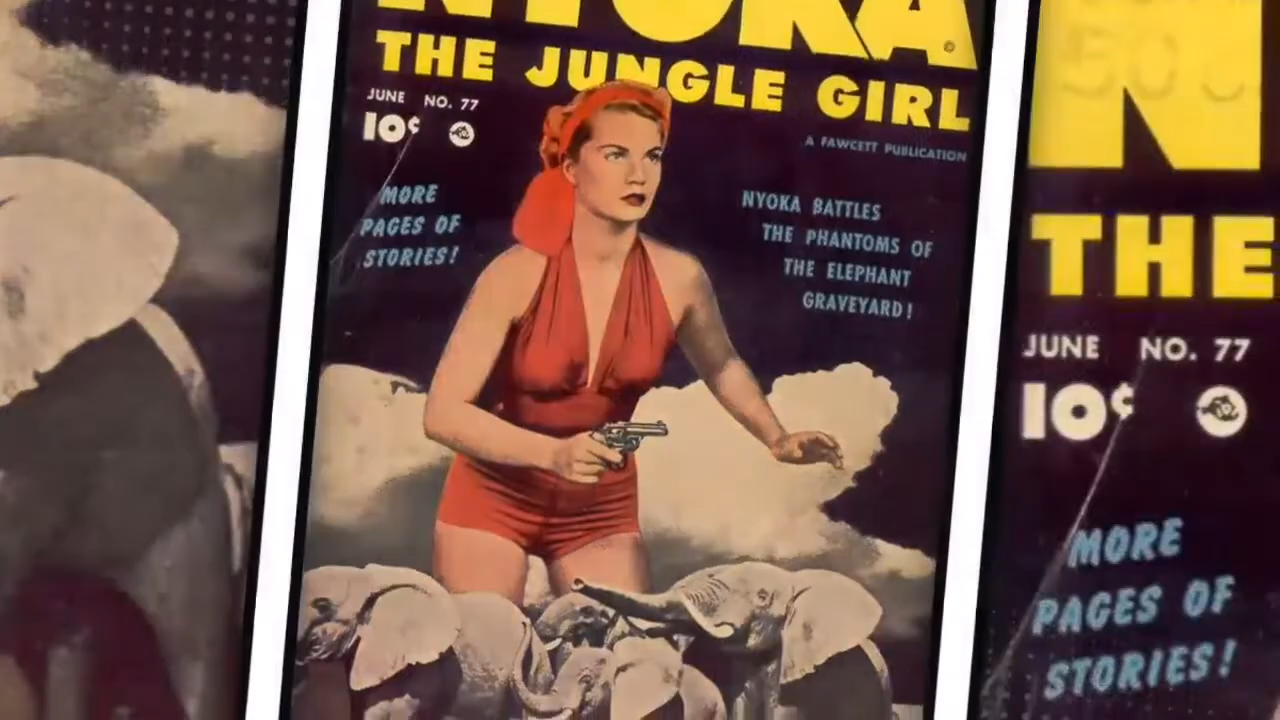 NYOKA
THE JUNGLE GIRL
JUNE NO. 77
10¢
A FAWCETT PUBLICATION
MORE
PAGES OF
STORIES!
NYOKA BATTLES
THE PHANTOMS OF
THE ELEPHANT
GRAVEYARD!
N
THE
JUNE NO. 77
10¢
MORE
PAGES OF
STORIES!